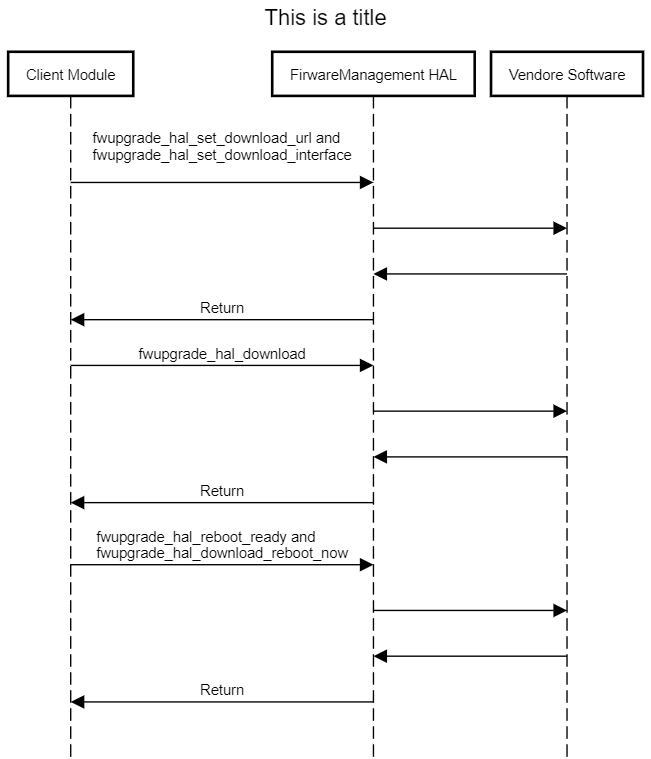 This is a title
Client Module
FirwareManagement HAL
Vendore Software
fwupgrade_hal_set_download_url and
fwupgrade_hal_set_download_interface
Return
fwupgrade_hal_download
Return
fwupgrade_hal_reboot_ready and
fwupgrade_hal_download_reboot_now
Return